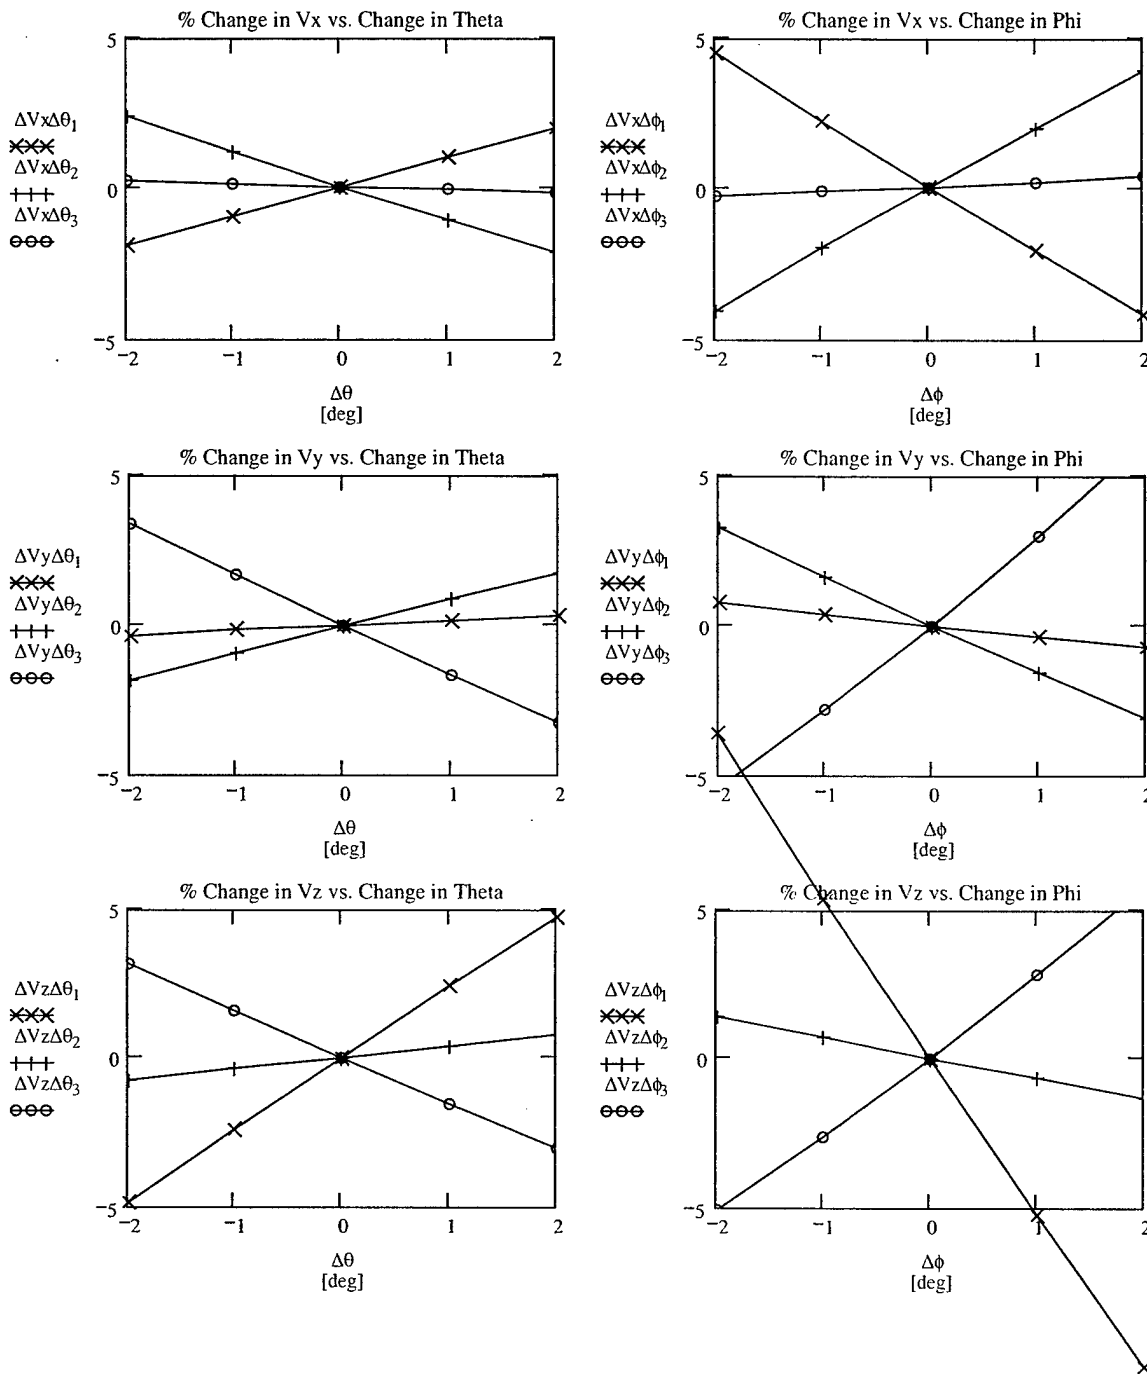 % Change in Vx vs. Change in Theta
5
ΔVxΔθ1
ΔVxΔθ2
0
ΔVxΔθ3
−5
−2 −1 0 1 2
Δθ
[deg]
% Change in Vx vs. Change in Phi
5
ΔVxΔϕ1
ΔVxΔϕ2
0
ΔVxΔϕ3
−5
−2 −1 0 1 2
Δϕ
[deg]
% Change in Vy vs. Change in Theta
5
ΔVyΔθ1
ΔVyΔθ2
0
ΔVyΔθ3
−5
−2 −1 0 1 2
Δθ
[deg]
% Change in Vy vs. Change in Phi
5
ΔVyΔϕ1
ΔVyΔϕ2
0
ΔVyΔϕ3
−5
−2 −1 0 1 2
Δϕ
[deg]
% Change in Vz vs. Change in Theta
5
ΔVzΔθ1
ΔVzΔθ2
0
ΔVzΔθ3
−5
−2 −1 0 1 2
Δθ
[deg]
% Change in Vz vs. Change in Phi
5
ΔVzΔϕ1
ΔVzΔϕ2
0
ΔVzΔϕ3
−5
−2 −1 0 1 2
Δϕ
[deg]